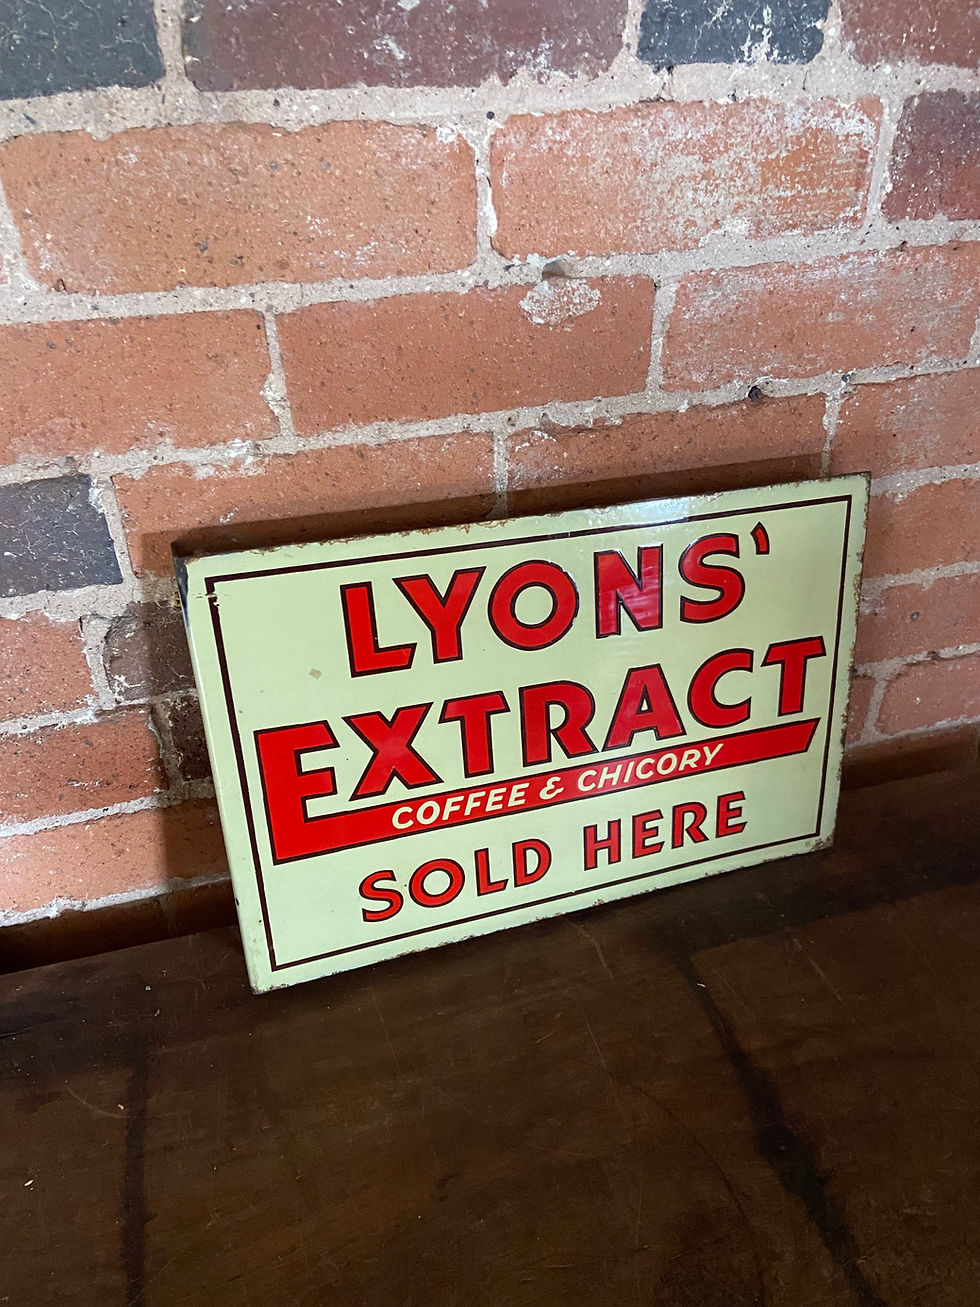 LYONS'
EXTRACT
COFFEE & CHICORY
SOLD HERE